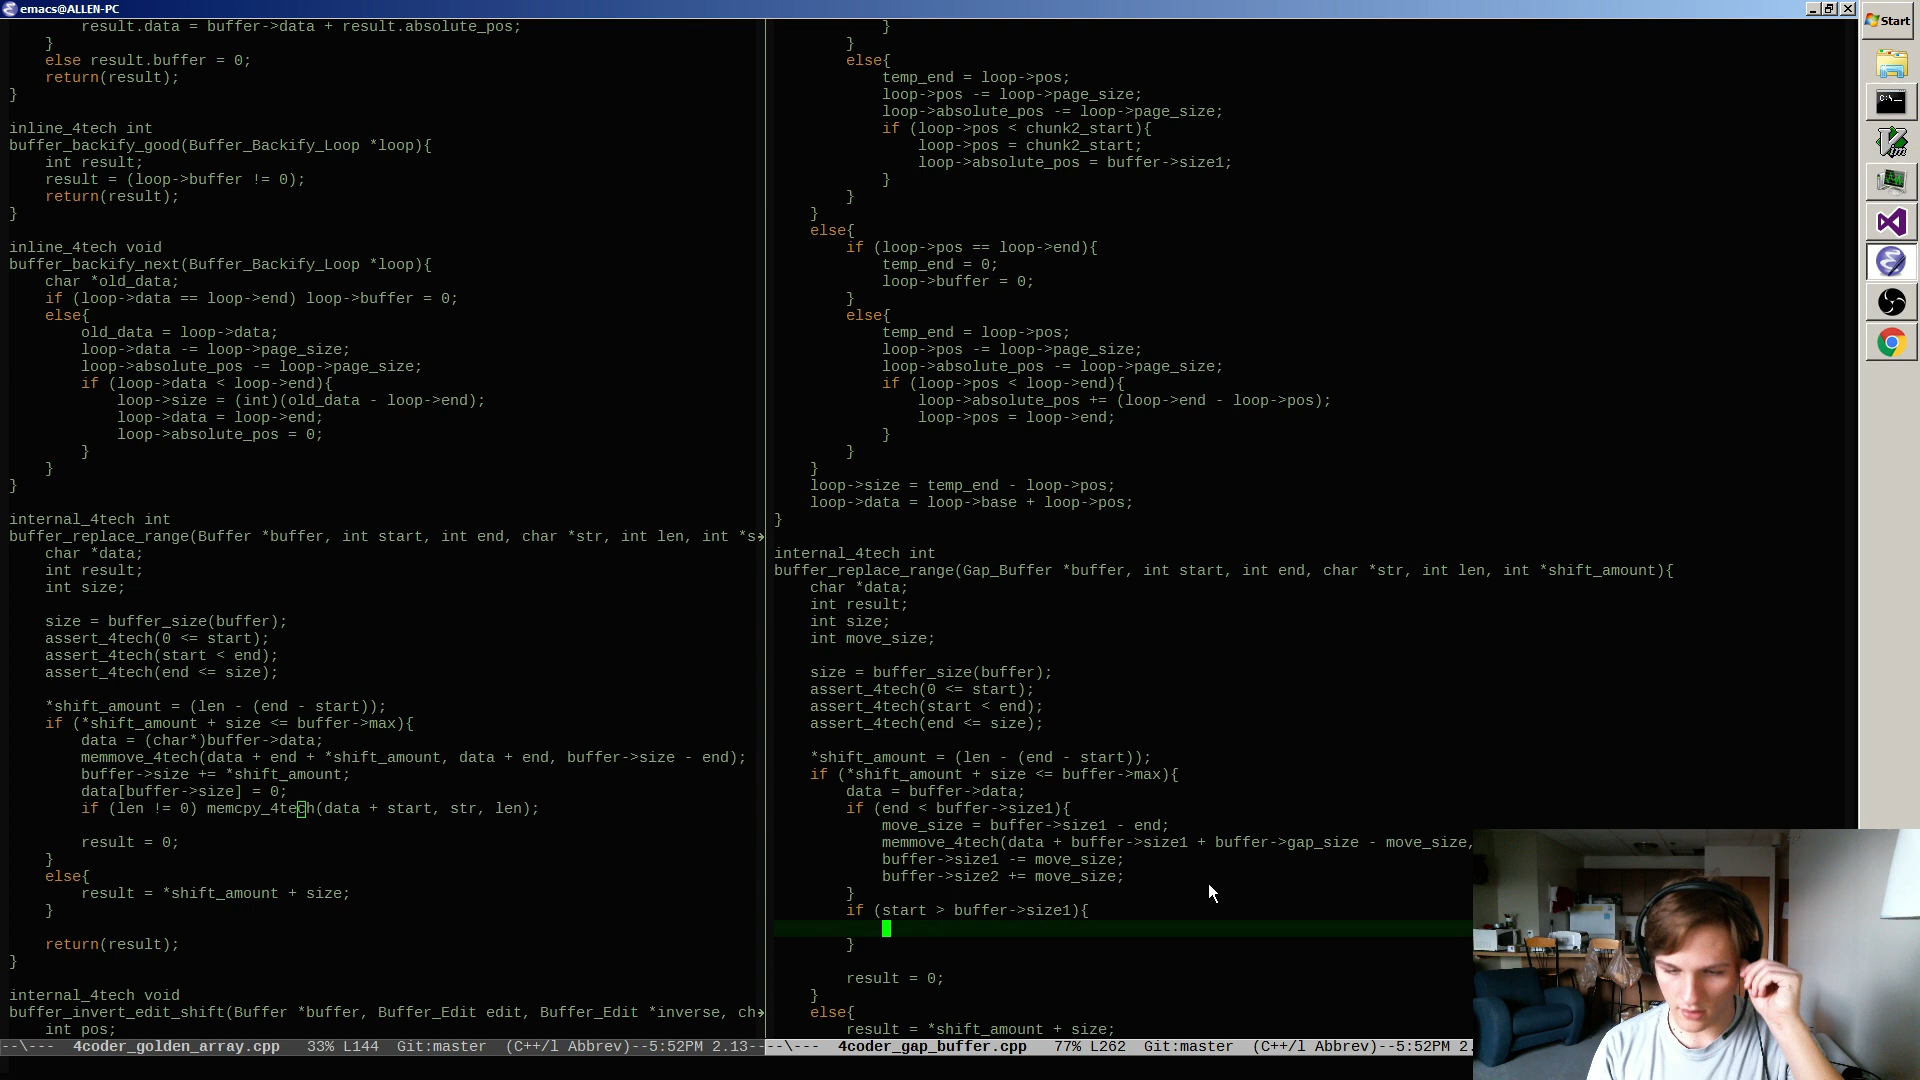 emacs@ALLEN-PC
Start
        result.data = buffer->data + result.absolute_pos;
    }
    else result.buffer = 0;
    return(result);
}
inline_4tech int
buffer_backify_good(Buffer_Backify_Loop *loop){
    int result;
    result = (loop->buffer != 0);
    return(result);
}
inline_4tech void
buffer_backify_next(Buffer_Backify_Loop *loop){
    char *old_data;
    if (loop->data == loop->end) loop->buffer = 0;
    else{
        old_data = loop->data;
        loop->data -= loop->page_size;
        loop->absolute_pos -= loop->page_size;
        if (loop->data < loop->end){
            loop->size = (int)(old_data - loop->end);
            loop->data = loop->end;
            loop->absolute_pos = 0;
        }
    }
}
internal_4tech int
buffer_replace_range(Buffer *buffer, int start, int end, char *str, int len, int *s
    char *data;
    int result;
    int size;
    size = buffer_size(buffer);
    assert_4tech(0 <= start);
    assert_4tech(start < end);
    assert_4tech(end <= size);
    *shift_amount = (len - (end - start));
    if (*shift_amount + size <= buffer->max){
        data = (char*)buffer->data;
        memmove_4tech(data + end + *shift_amount, data + end, buffer->size - end);
        buffer->size += *shift_amount;
        data[buffer->size] = 0;
        if (len != 0) memcpy_4tech(data + start, str, len);
        result = 0;
    }
    else{
        result = *shift_amount + size;
    }
    return(result);
}
internal_4tech void
buffer_invert_edit_shift(Buffer *buffer, Buffer_Edit edit, Buffer_Edit *inverse, ch
    int pos;
--\--- 4coder_golden_array.cpp 33% L144 Git:master (C++/l Abbrev)--5:52PM 2.13--
            }
        }
        else{
            temp_end = loop->pos;
            loop->pos -= loop->page_size;
            loop->absolute_pos -= loop->page_size;
            if (loop->pos < chunk2_start){
                loop->pos = chunk2_start;
                loop->absolute_pos = buffer->size1;
            }
        }
    }
    else{
        if (loop->pos == loop->end){
            temp_end = 0;
            loop->buffer = 0;
        }
        else{
            temp_end = loop->pos;
            loop->pos -= loop->page_size;
            loop->absolute_pos -= loop->page_size;
            if (loop->pos < loop->end){
                loop->absolute_pos += (loop->end - loop->pos);
                loop->pos = loop->end;
            }
        }
    }
    loop->size = temp_end - loop->pos;
    loop->data = loop->base + loop->pos;
}
internal_4tech int
buffer_replace_range(Gap_Buffer *buffer, int start, int end, char *str, int len, int *shift_amount){
    char *data;
    int result;
    int size;
    int move_size;
    size = buffer_size(buffer);
    assert_4tech(0 <= start);
    assert_4tech(start < end);
    assert_4tech(end <= size);
    *shift_amount = (len - (end - start));
    if (*shift_amount + size <= buffer->max){
        data = buffer->data;
        if (end < buffer->size1){
            move_size = buffer->size1 - end;
            memmove_4tech(data + buffer->size1 + buffer->gap_size - move_size,
            buffer->size1 -= move_size;
            buffer->size2 += move_size;
        }
        if (start > buffer->size1){
        }
        result = 0;
    }
    else{
        result = *shift_amount + size;
--\--- 4coder_gap_buffer.cpp 77% L262 Git:master (C++/l Abbrev)--5:52PM 2.